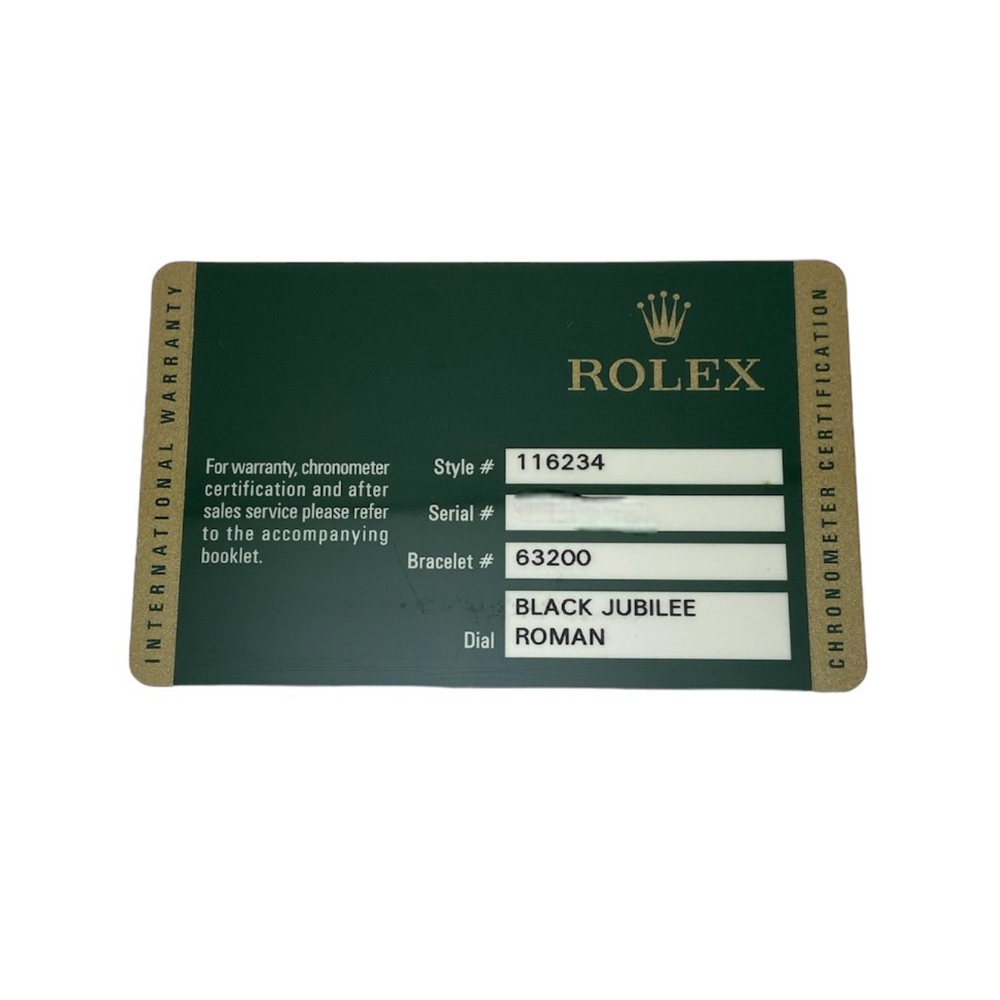 INTERNATIONAL WARRANTY
ROLEX
For warranty, chronometer
certification and after
sales service please refer
to the accompanying
booklet.
Style # 116234
Serial #
Bracelet # 63200
Dial BLACK JUBILEE
ROMAN
CHRONOMETER CERTIFICATION